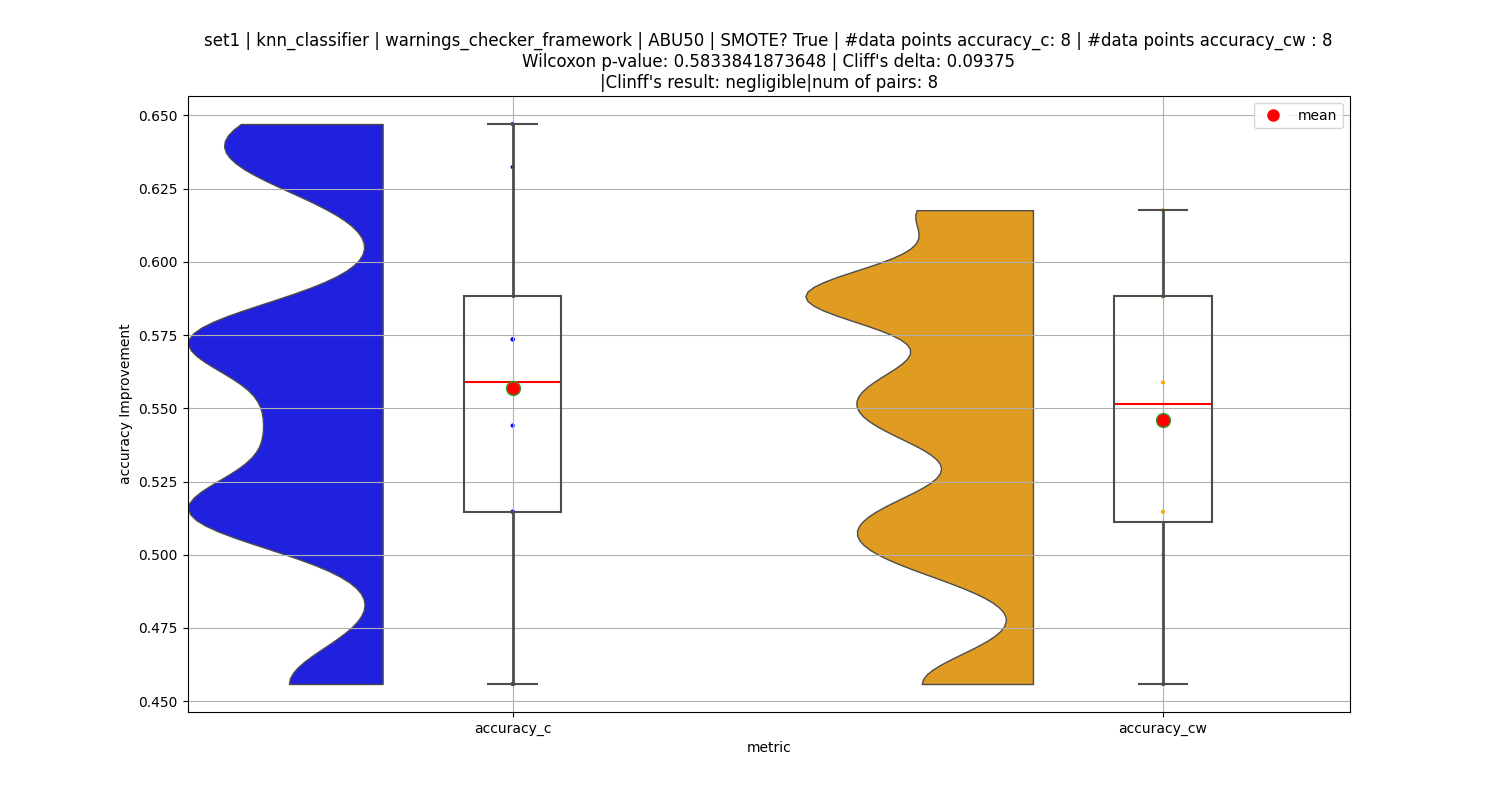 set1 | knn_classifier | warnings_checker_framework | ABU50 | SMOTE? True | #data points accuracy_c: 8 | #data points accuracy_cw : 8
Wilcoxon p-value: 0.5833841873648 | Cliff's delta: 0.09375
|Clinff's result: negligible|num of pairs: 8
mean
0.650
0.625
0.600
0.575
0.550
0.525
0.500
0.475
0.450
accuracy Improvement
accuracy_c
accuracy_cw
metric